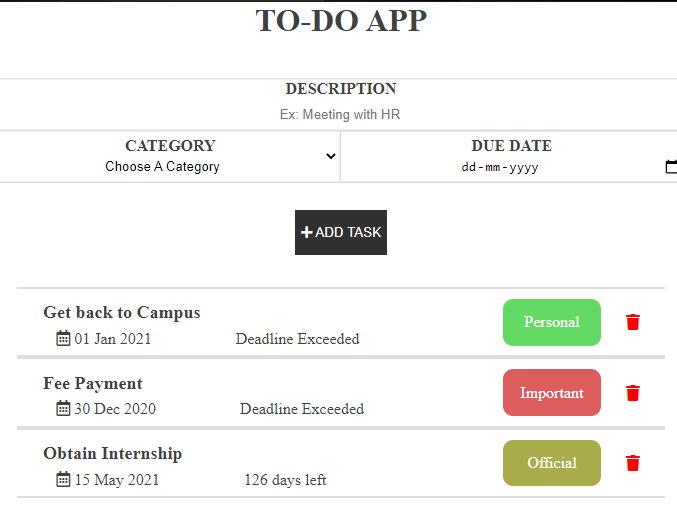 TO-DO APP
DESCRIPTION
Ex: Meeting with HR
CATEGORY
Choose A Category
DUE DATE
dd-mm-yyyy
ADD TASK
Get back to Campus
01 Jan 2021 Deadline Exceeded
Personal
Fee Payment
30 Dec 2020 Deadline Exceeded
Important
Obtain Internship
15 May 2021 126 days left
Official